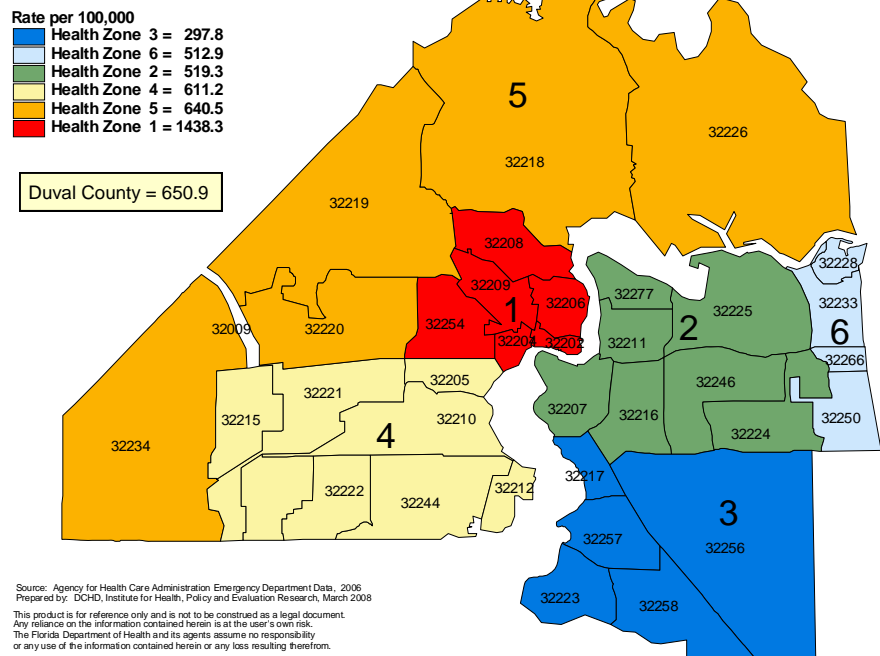 Rate per 100,000
Health Zone 3 = 297.8
Health Zone 6 = 512.9
Health Zone 2 = 519.3
Health Zone 4 = 611.2
Health Zone 5 = 640.5
Health Zone 1 = 1438.3
Duval County = 650.9
5
32226
32218
32219
32208
32228
32209
32277
32206
32233
1
32225
32254
2
32009
32220
6
32204
32202
32211
32266
32205
32246
32221
32207
32216
32215
32210
32250
4
32224
32234
32217
32222
32212
32244
3
32257
32256
32223
32258
Source: Agency for Health Care Administration Emergency Department Data, 2006
Prepared by: DCHD, Institute for Health, Policy and Evaluation Research, March 2008
This product is for reference only and is not to be construed as a legal document.
Any reliance on the information contained herein is at the user's own risk.
The Florida Department of Health and its agents assume no responsibility
or any use of the information contained herein or any loss resulting therefrom.